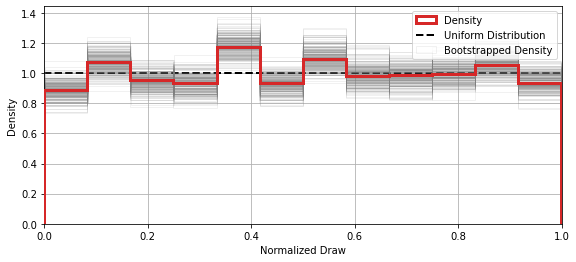 Density
Uniform Distribution
Bootstrapped Density
1.4
1.2
1.0
0.8
0.6
0.4
0.2
0.0
Density
0.0 0.2 0.4 0.6 0.8 1.0
Normalized Draw